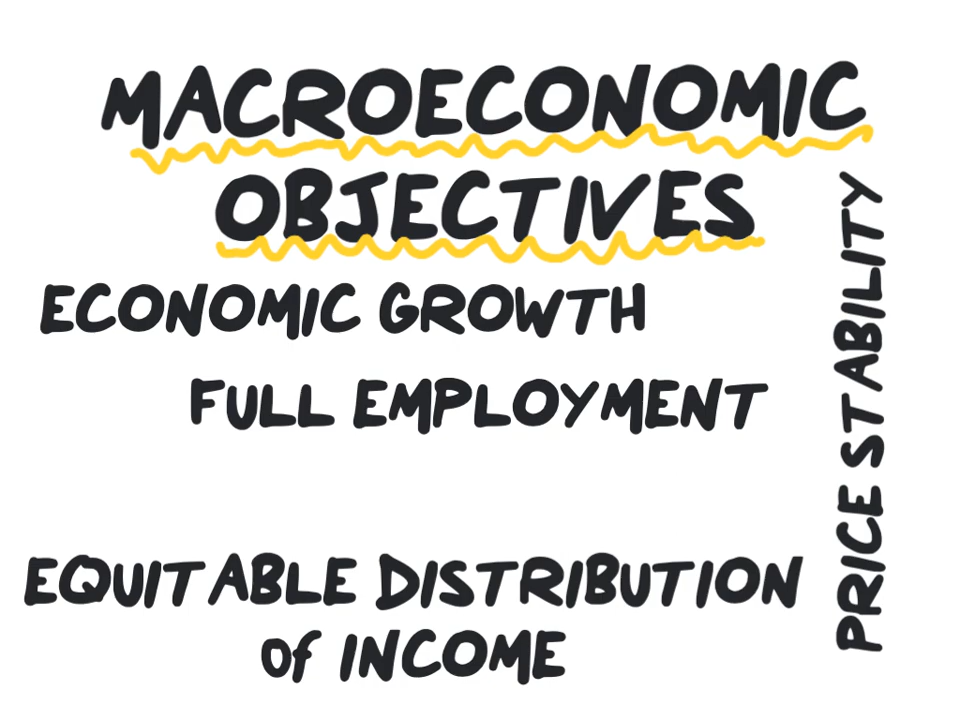 MACROECONOMIC
OBJECTIVES
ECONOMIC GROWTH
FULL EMPLOYMENT
PRICE STABILITY
EQUITABLE DISTRIBUTION
of INCOME